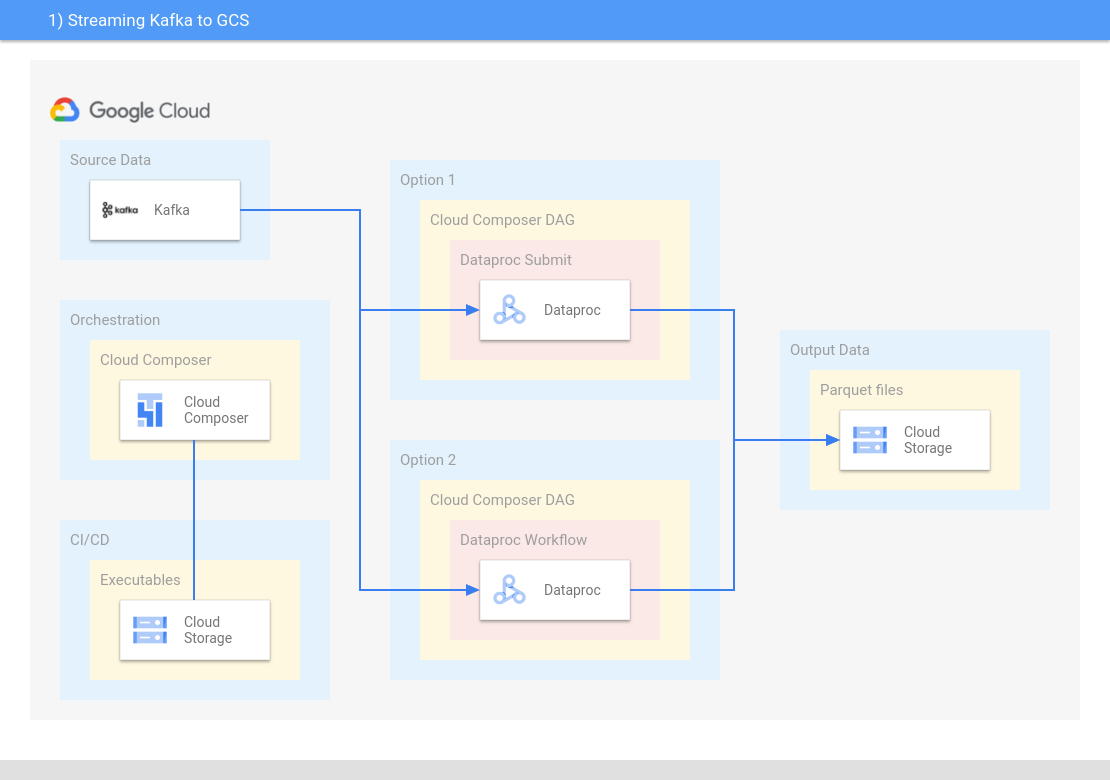 1) Streaming Kafka to GCS
Google Cloud
Source Data
kafka
Kafka
Orchestration
Cloud Composer
Cloud
Composer
CI/CD
Executables
Cloud
Storage
Option 1
Cloud Composer DAG
Dataproc Submit
Dataproc
Option 2
Cloud Composer DAG
Dataproc Workflow
Dataproc
Output Data
Parquet files
Cloud
Storage